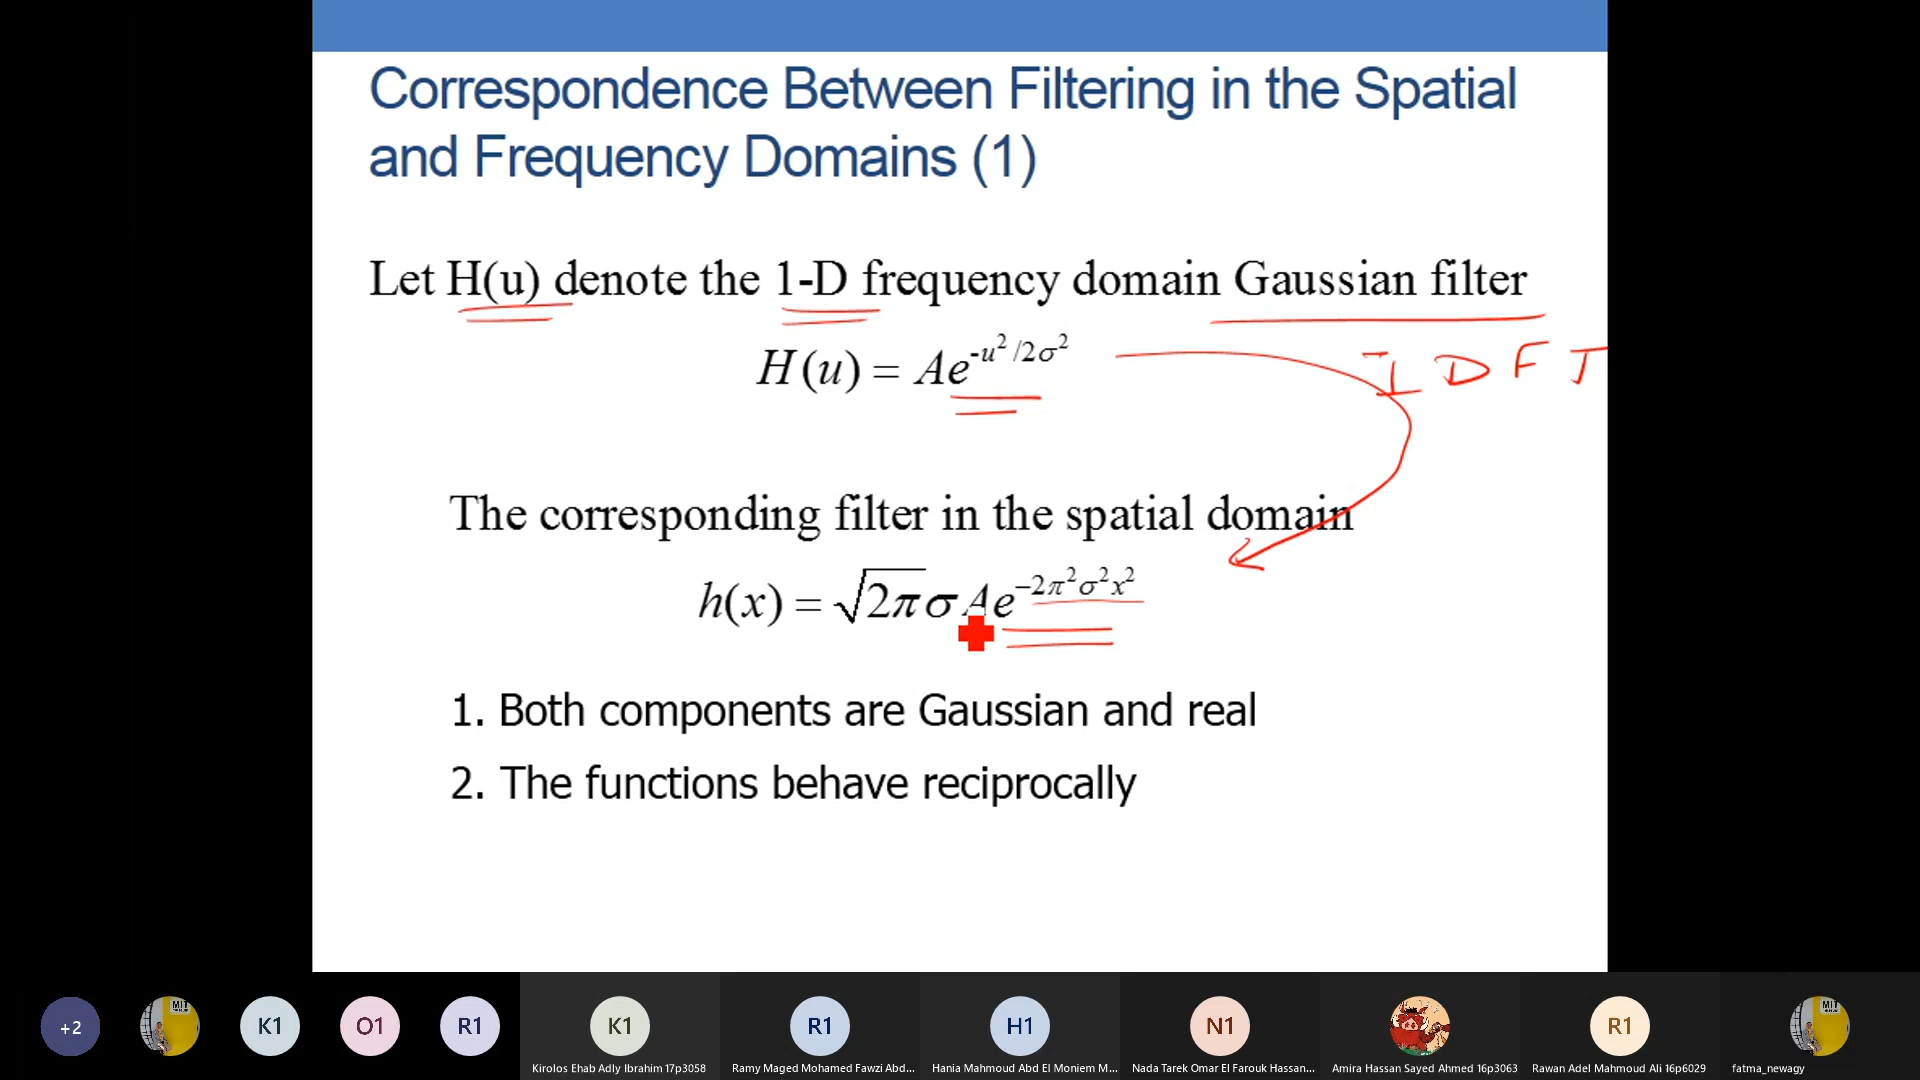 Correspondence Between Filtering in the Spatial
and Frequency Domains (1)
Let H(u) denote the 1-D frequency domain Gaussian filter
H(u) = Ae^{-u²/2σ²}
I D F T
The corresponding filter in the spatial domain
h(x) = √2π σAe^{−2π²σ²x²}
1. Both components are Gaussian and real
2. The functions behave reciprocally
+2
MIT
K1
O1
R1
K1
R1
H1
N1
R1
MIT
Kirolos Ehab Adly Ibrahim 17p3058
Ramy Maged Mohamed Fawzi Abd...
Hania Mahmoud Abd El Moniem M...
Nada Tarek Omar El Farouk Hassan...
Amira Hassan Sayed Ahmed 16p3063
Rawan Adel Mahmoud Ali 16p6029
fatma_newagy